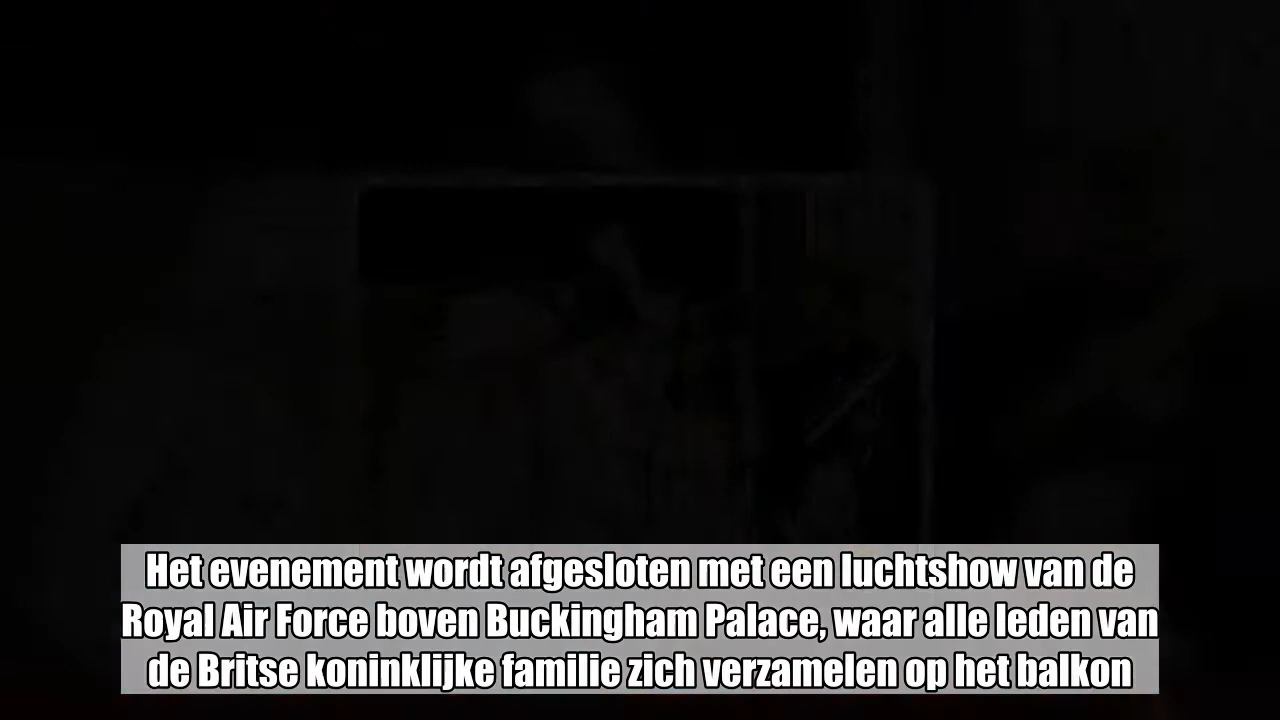 Het evenement wordt afgesloten met een luchtshow van de
Royal Air Force boven Buckingham Palace, waar alle leden van
de Britse koninklijke familie zich verzamelen op het balkon